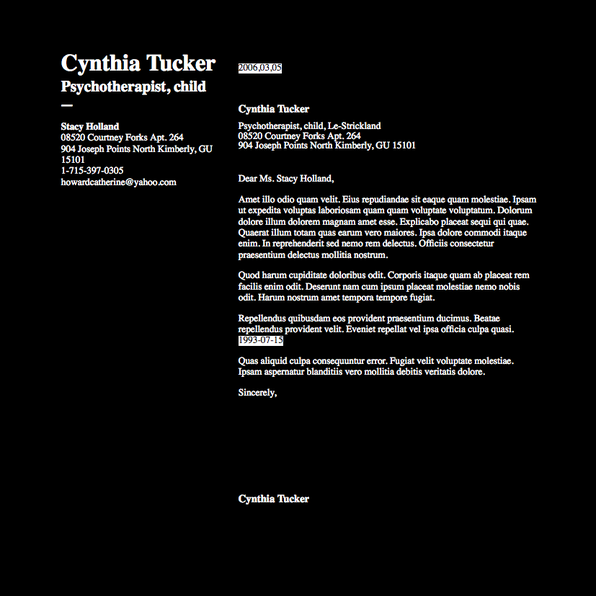 Cynthia Tucker
Psychotherapist, child
—
Stacy Holland
08520 Courtney Forks Apt. 264
904 Joseph Points North Kimberly, GU
15101
1-715-397-0305
howardcatherine@yahoo.com
2006,03,05
Cynthia Tucker
Psychotherapist, child, Le-Strickland
08520 Courtney Forks Apt. 264
904 Joseph Points North Kimberly, GU 15101
Dear Ms. Stacy Holland,
Amet illo odio quam velit. Eius repudiandae sit eaque quam molestiae. Ipsam
ut expedita voluptas laboriosam quam quam voluptate voluptatum. Dolorum
dolore illum dolorem magnam amet esse. Explicabo placeat sequi qui quae.
Quaerat illum totam quas earum vero maiores. Ipsa dolore commodi itaque
enim. In reprehenderit sed nemo rem delectus. Officiis consectetur
praesentium delectus mollitia nostrum.
Quod harum cupiditate doloribus odit. Corporis itaque quam ab placeat rem
facilis enim odit. Deserunt nam cum ipsum placeat molestiae nemo nobis
odit. Harum nostrum amet tempora tempore fugiat.
Repellendus quibusdam eos provident praesentium ducimus. Beatae
repellendus provident velit. Eveniet repellat vel ipsa officia culpa quasi.
1993-07-15
Quas aliquid culpa consequuntur error. Fugiat velit voluptate molestiae.
Ipsam aspernatur blanditiis vero mollitia debitis veritatis dolore.
Sincerely,
Cynthia Tucker